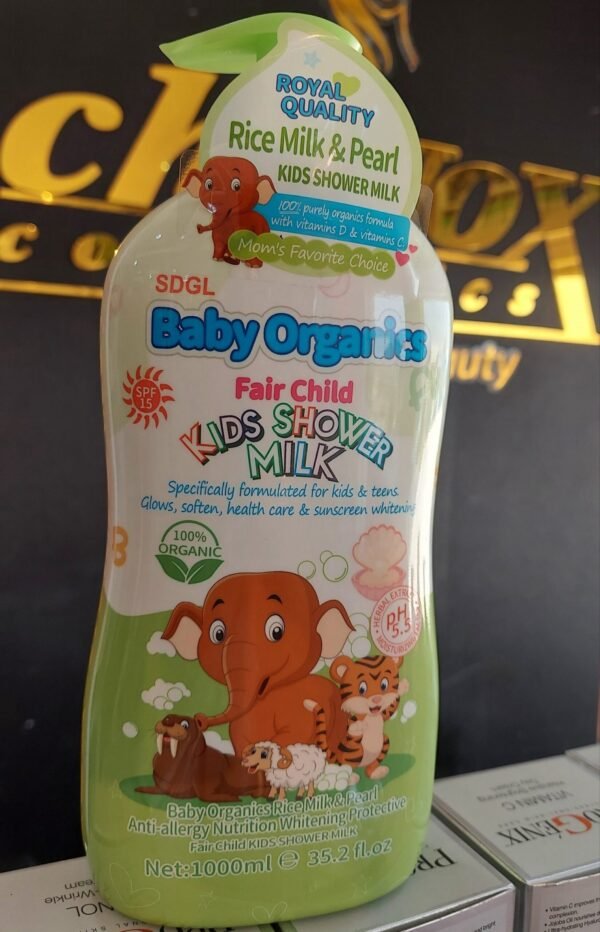 ROYAL
QUALITY
Rice Milk & Pearl
KIDS SHOWER MILK
100% purely organics formula
with vitamins D & vitamins C
Mom's Favorite Choice
SDGL
Baby Organics
SPF
15
Fair Child
KIDS SHOWER
MILK
Specifically formulated for kids & teens.
Glows, soften, health care & sunscreen whitening
100%
ORGANIC
PH
5.5
Baby Organics Rice Milk & Pearl
Anti-allergy Nutrition Whitening Protective
Fair Child KIDS SHOWER MILK
Net:1000ml e 35.2 fl.oz
VITAMIN C